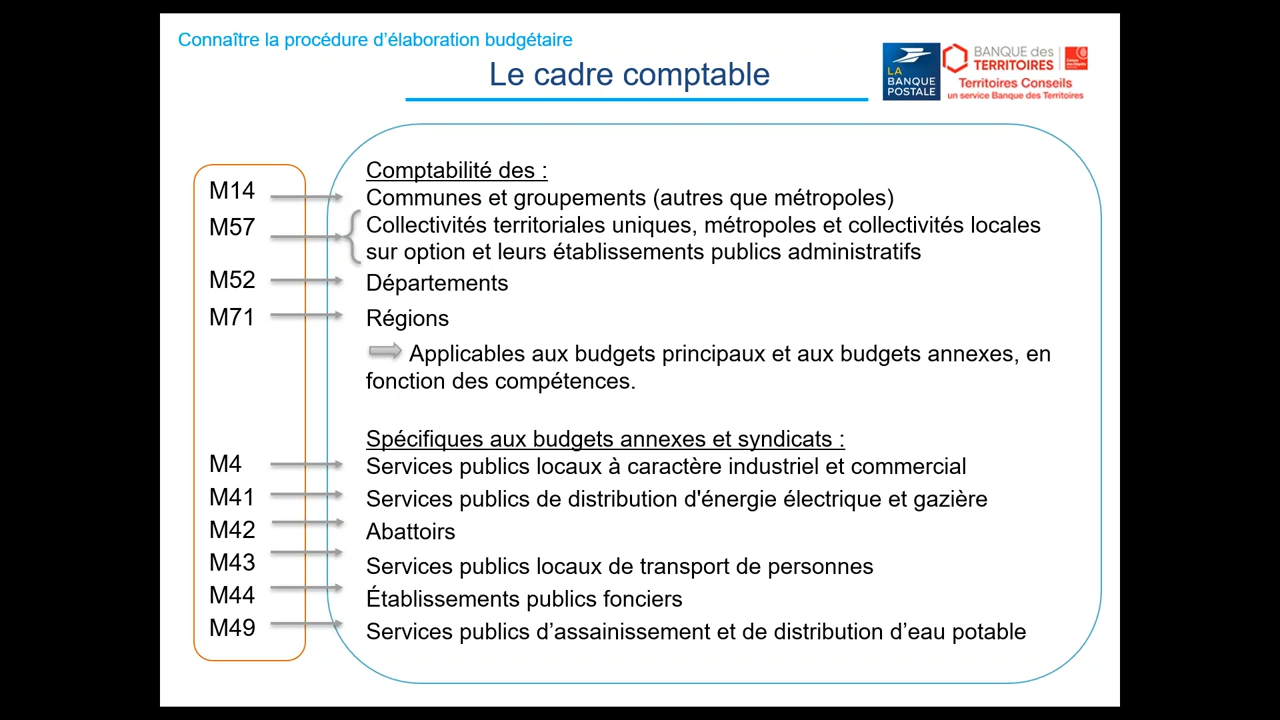 Connaître la procédure d’élaboration budgétaire
Le cadre comptable
LA
BANQUE
POSTALE
BANQUE des
TERRITOIRES
Territoires Conseils
un service Banque des Territoires
Comptabilité des :
M14 Communes et groupements (autres que métropoles)
M57 Collectivités territoriales uniques, métropoles et collectivités locales
sur option et leurs établissements publics administratifs
M52 Départements
M71 Régions
Applicables aux budgets principaux et aux budgets annexes, en
fonction des compétences.
Spécifiques aux budgets annexes et syndicats :
M4 Services publics locaux à caractère industriel et commercial
M41 Services publics de distribution d'énergie électrique et gazière
M42 Abattoirs
M43 Services publics locaux de transport de personnes
M44 Établissements publics fonciers
M49 Services publics d’assainissement et de distribution d’eau potable